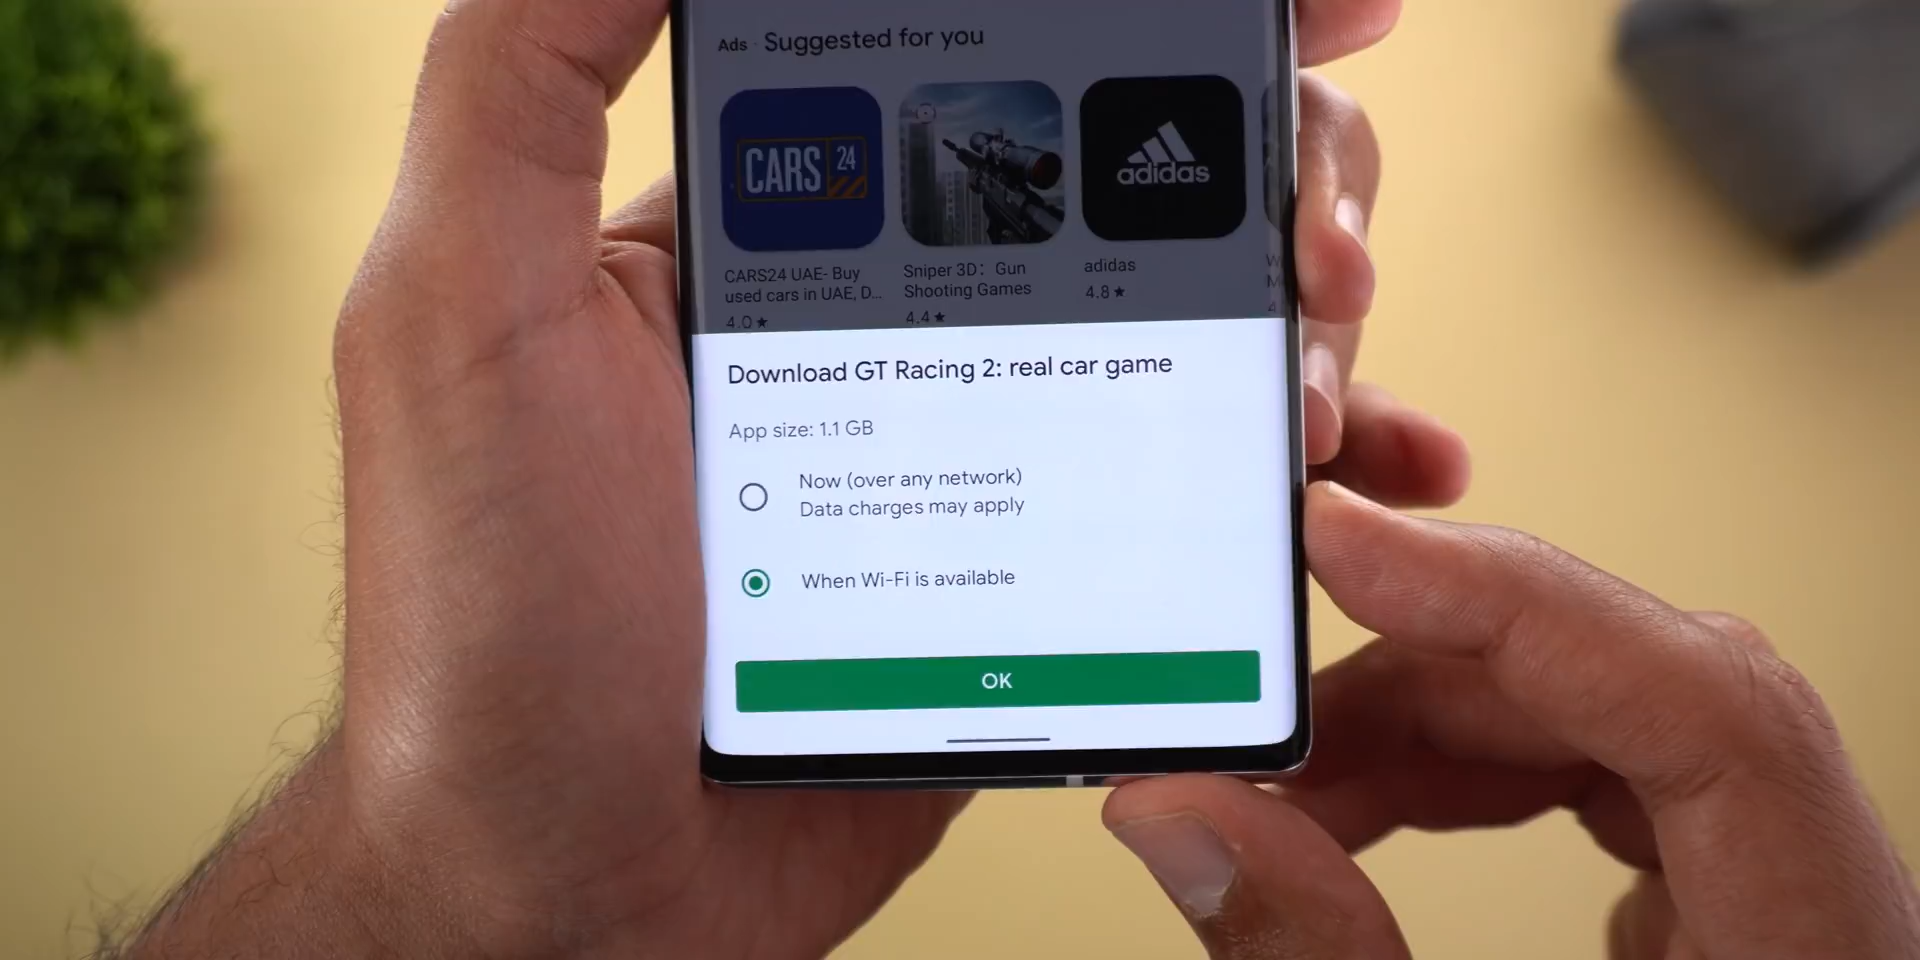 Ads · Suggested for you
CARS 24
adidas
CARS24 UAE- Buy
used cars in UAE, D...
4.0 ★
Sniper 3D: Gun
Shooting Games
4.4 ★
adidas
4.8 ★
Download GT Racing 2: real car game
App size: 1.1 GB
Now (over any network)
Data charges may apply
When Wi-Fi is available
OK